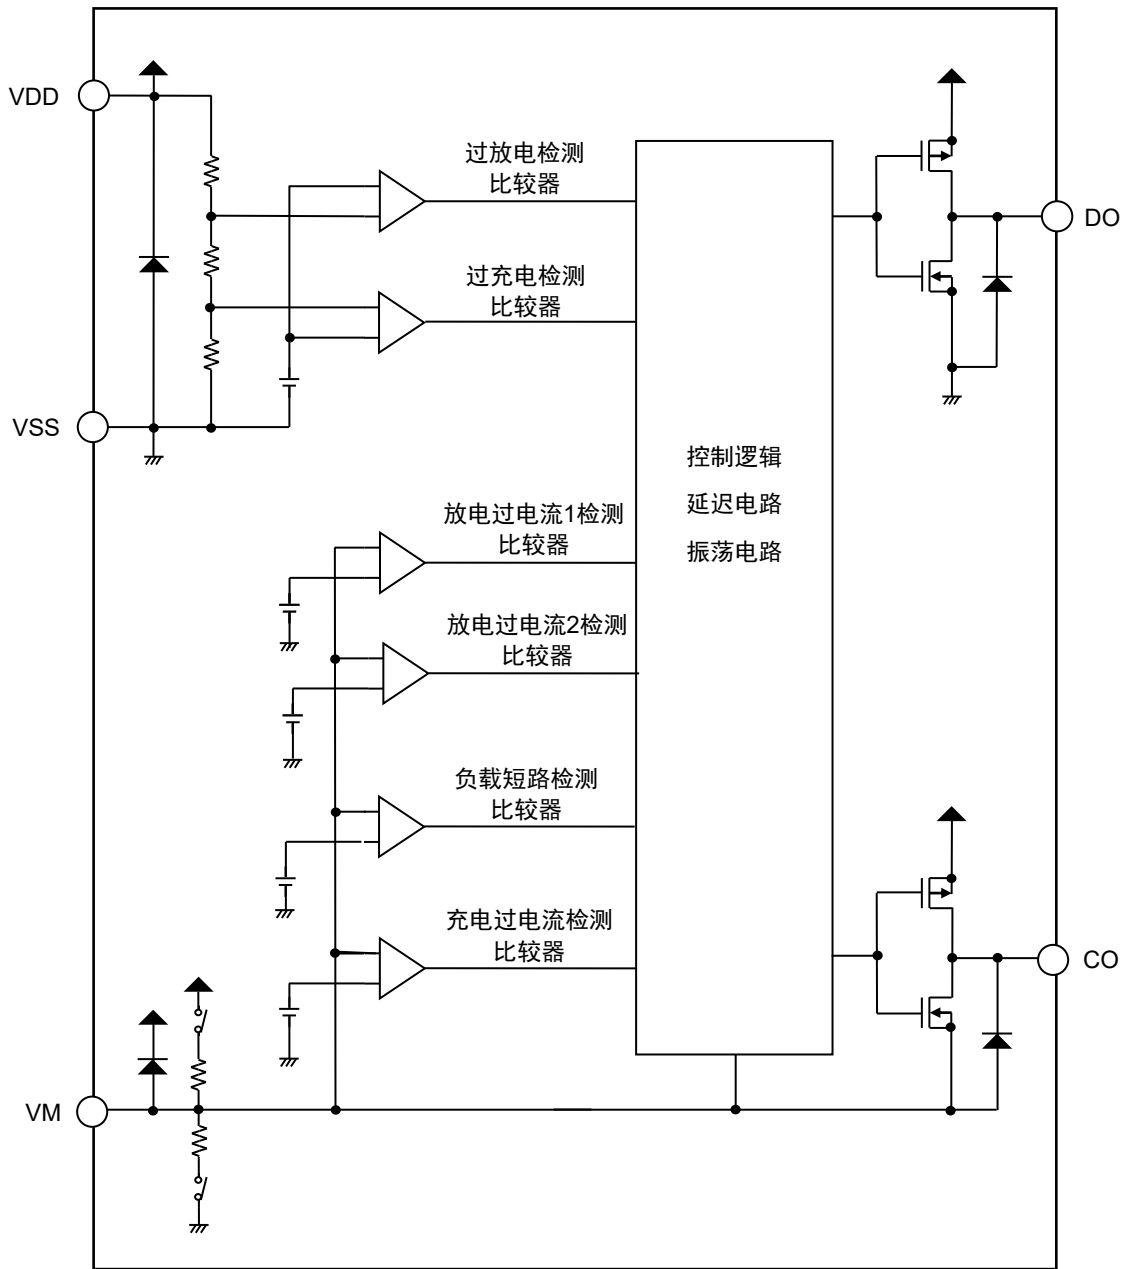 VDD
过放电检测
比较器
DO
过充电检测
比较器
VSS
控制逻辑
延迟电路
振荡电路
放电过电流1检测
比较器
放电过电流2检测
比较器
负载短路检测
比较器
充电过电流检测
比较器
CO
VM